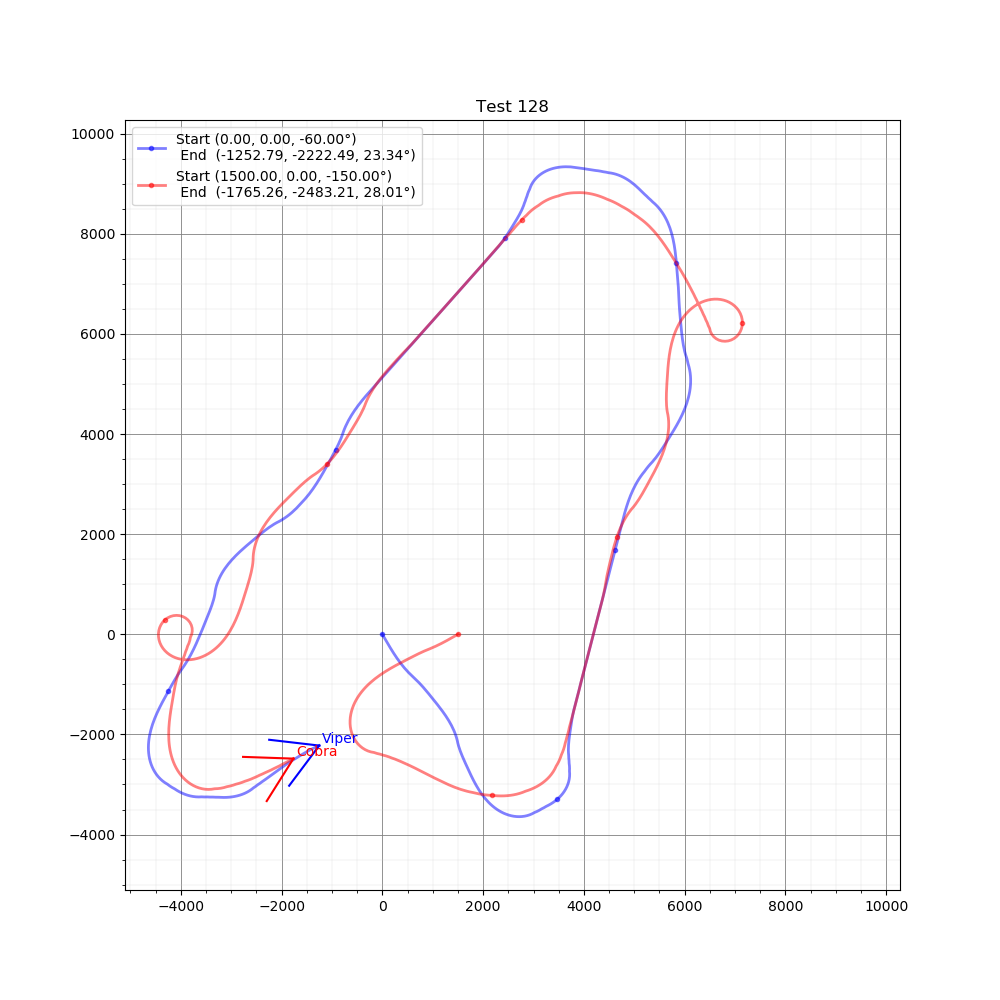 Test 128
Start (0.00, 0.00, -60.00°)
End (-1252.79, -2222.49, 23.34°)
Start (1500.00, 0.00, -150.00°)
End (-1765.26, -2483.21, 28.01°)
10000
8000
6000
4000
2000
0
−2000
−4000
Viper
Cobra
−4000 −2000 0 2000 4000 6000 8000 10000